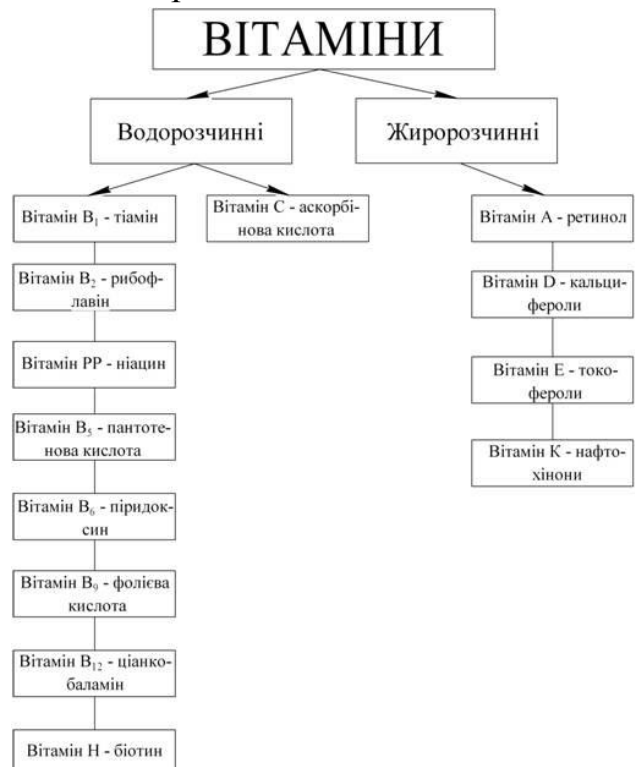 ВІТАМІНИ
Водорозчинні
Жиророзчинні
Вітамін B₁ - тіамін
Вітамін B₂ - рибоф-
лавін
Вітамін PP - ніацин
Вітамін B₅ - пантоте-
нова кислота
Вітамін B₆ - піридок-
син
Вітамін B₉ - фолієва
кислота
Вітамін B₁₂ - ціанко-
баламін
Вітамін H - біотин
Вітамін C - аскорбі-
нова кислота
Вітамін A - ретинол
Вітамін D - кальци-
фероли
Вітамін E - токо-
фероли
Вітамін K - нафто-
хінони